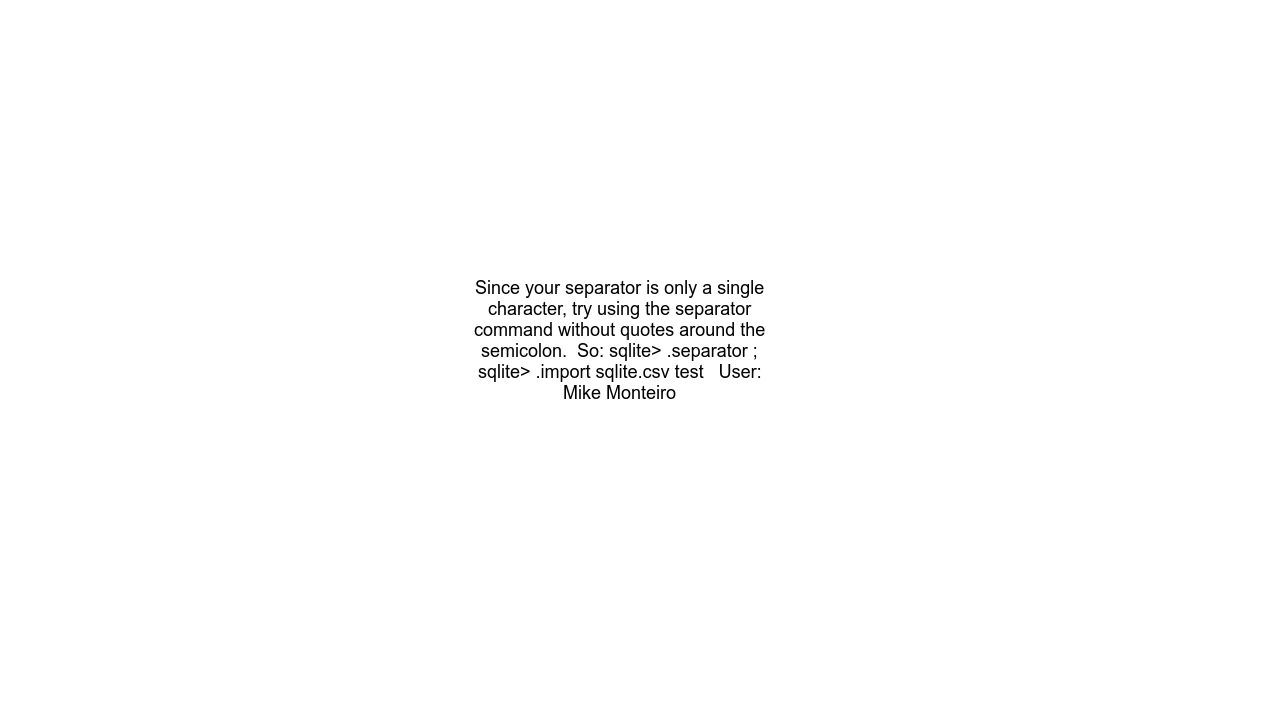 Since your separator is only a single
character, try using the separator
command without quotes around the
semicolon.  So: sqlite> .separator ;
sqlite> .import sqlite.csv test   User:
Mike Monteiro